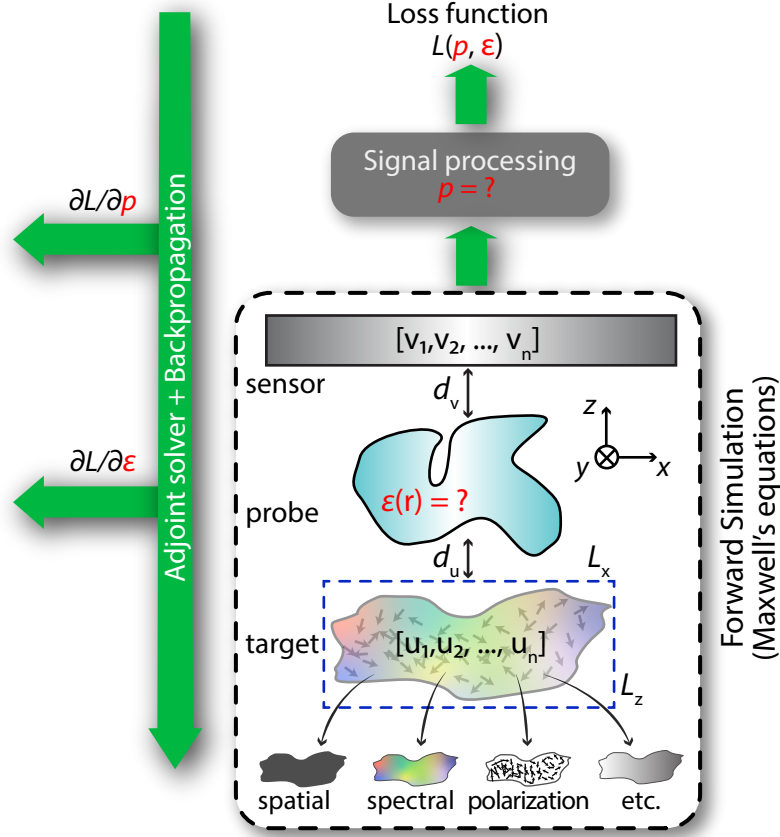 Loss function
L(p, ε)
Signal processing
p = ?
∂L/∂p
Adjoint solver + Backpropagation
∂L/∂ε
[v₁,v₂, ..., vₙ]
sensor
dᵥ
z
y
x
ε(r) = ?
probe
dᵤ
Lₓ
target
[u₁,u₂, ..., uₙ]
L_z
spatial
spectral
polarization
etc.
Forward Simulation
(Maxwell's equations)